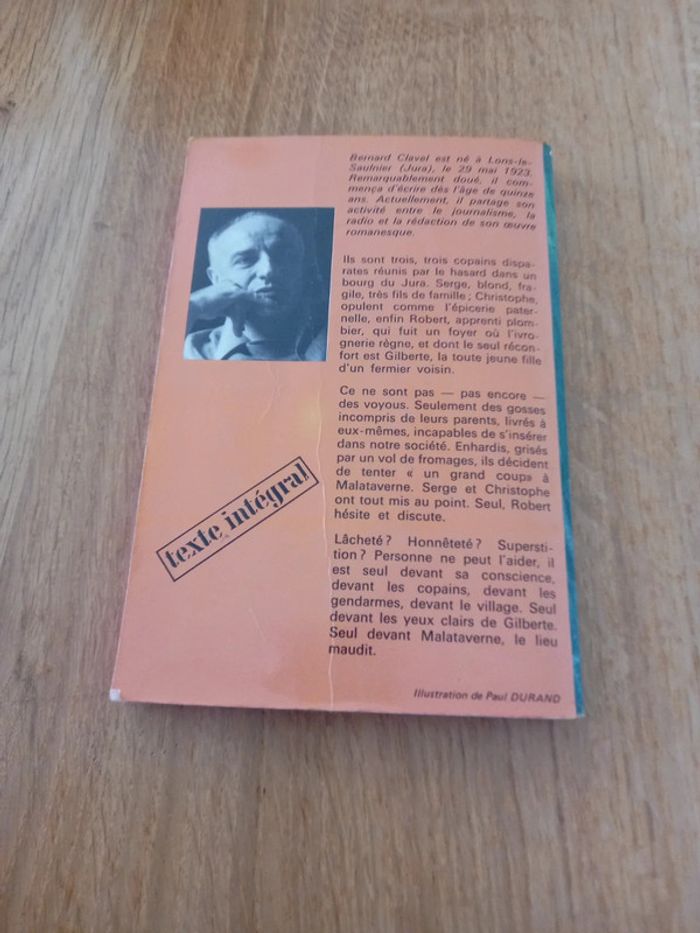 Bernard Clavel est né à Lons-le-
Saulnier (Jura), le 29 mai 1923.
Remarquablement doué, il com-
mença d'écrire dès l'âge de quinze
ans. Actuellement, il partage son
activité entre le journalisme, la
radio et la rédaction de son œuvre
romanesque.
Ils sont trois, trois copains dispa-
rates réunis par le hasard dans un
bourg du Jura. Serge, blond, fra-
gile, très fils de famille ; Christophe,
opulent comme l'épicerie pater-
nelle, enfin Robert, apprenti plom-
bier, qui fuit un foyer où l'ivro-
gnerie règne, et dont le seul récon-
fort est Gilberte, la toute jeune fille
d'un fermier voisin.
Ce ne sont pas — pas encore —
des voyous. Seulement des gosses
incompris de leurs parents, livrés à
eux-mêmes, incapables de s'insérer
dans notre société. Enhardis, grisés
par un vol de fromages, ils décident
de tenter « un grand coup» à
Malataverne. Serge et Christophe
ont tout mis au point. Seul, Robert
hésite et discute.
texte intégral
Lâcheté? Honnêteté? Supersti-
tion? Personne ne peut l'aider, il
est seul devant sa conscience,
devant les copains, devant les
gendarmes, devant le village. Seul
devant les yeux clairs de Gilberte.
Seul devant Malataverne, le lieu
maudit.
Illustration de Paul DURAND